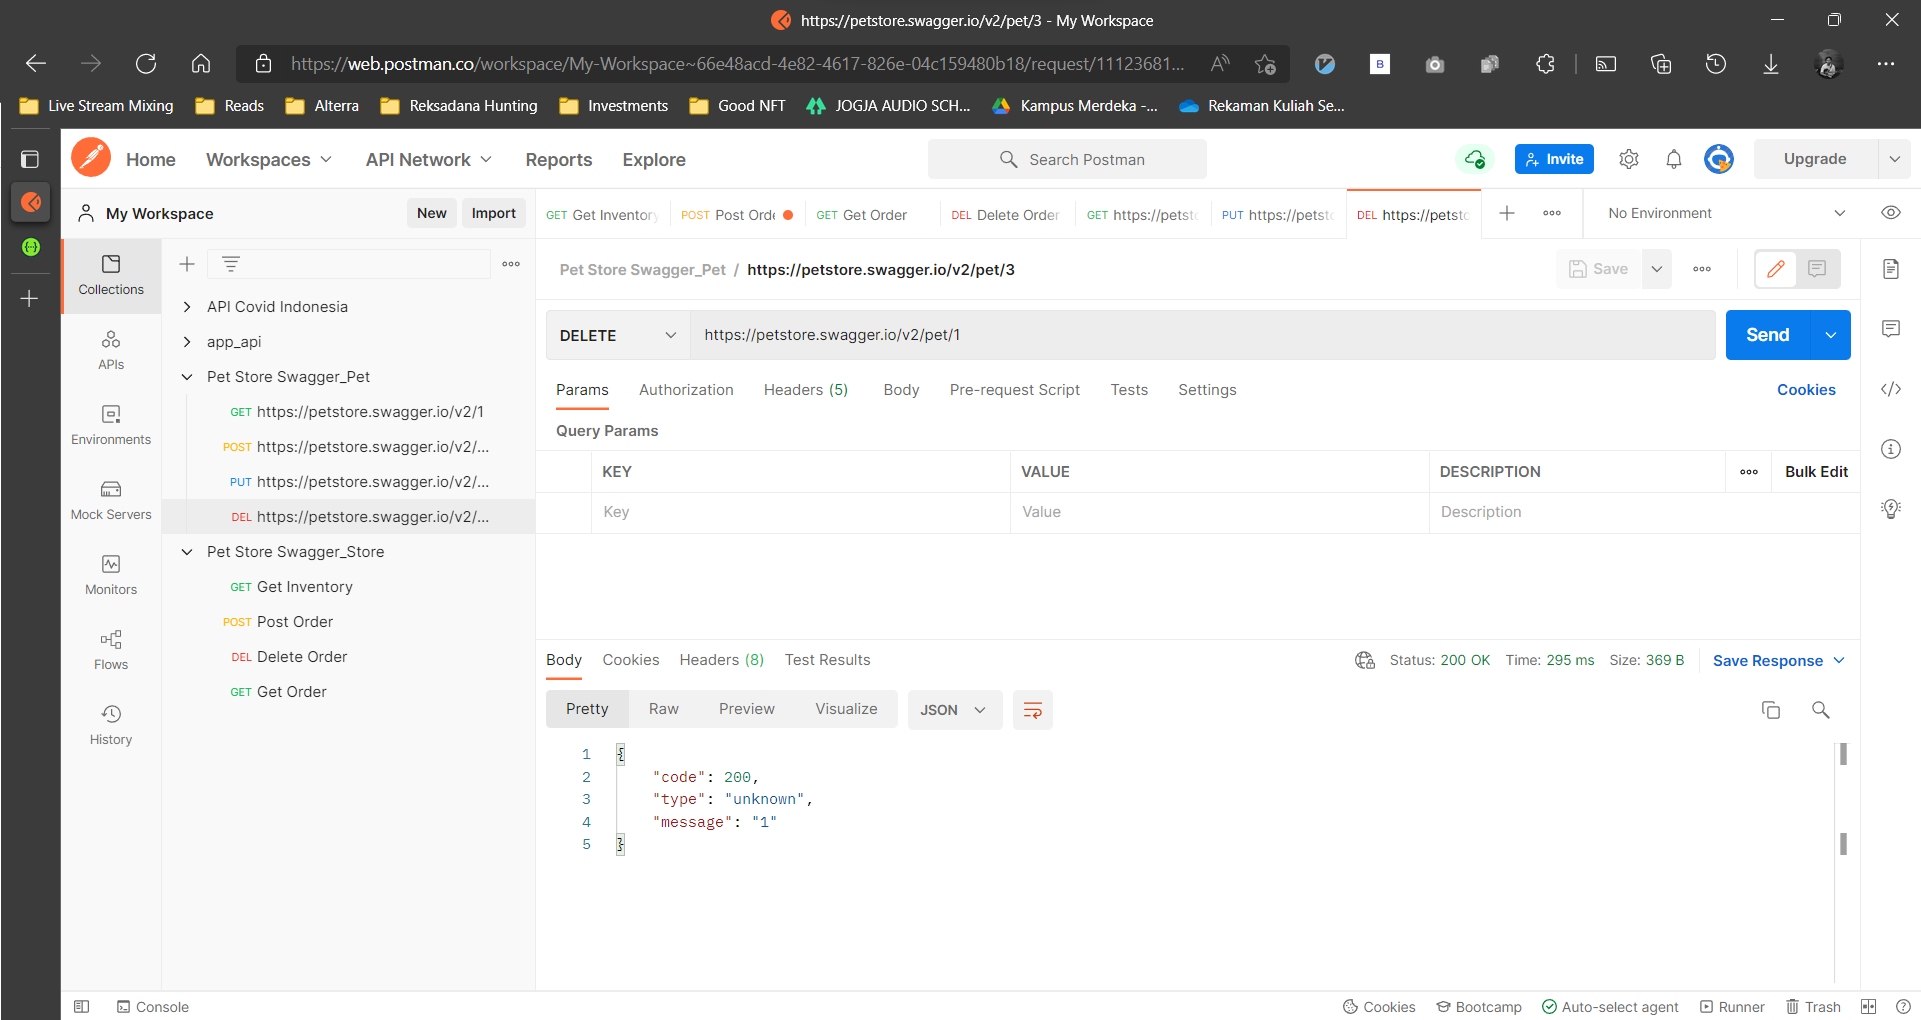 https://petstore.swagger.io/v2/pet/3 - My Workspace
https://web.postman.co/workspace/My-Workspace~66e48acd-4e82-4617-826e-04c159480b18/request/11123681...
Live Stream Mixing Reads Alterra Reksadana Hunting Investments Good NFT JOGJA AUDIO SCH... Kampus Merdeka -... Rekaman Kuliah Se...
Home Workspaces API Network Reports Explore Search Postman Invite Upgrade
My Workspace New Import
GET Get Inventory POST Post Orde GET Get Order DEL Delete Order GET https://petsto PUT https://petsto DEL https://petsto No Environment
Collections
APIs
Environments
Mock Servers
Monitors
Flows
History
API Covid Indonesia
app_api
Pet Store Swagger_Pet
GET https://petstore.swagger.io/v2/1
POST https://petstore.swagger.io/v2/...
PUT https://petstore.swagger.io/v2/...
DEL https://petstore.swagger.io/v2/...
Pet Store Swagger_Store
GET Get Inventory
POST Post Order
DEL Delete Order
GET Get Order
Pet Store Swagger_Pet / https://petstore.swagger.io/v2/pet/3 Save
DELETE https://petstore.swagger.io/v2/pet/1 Send
Params Authorization Headers (5) Body Pre-request Script Tests Settings Cookies
Query Params
KEY VALUE DESCRIPTION Bulk Edit
Key Value Description
Body Cookies Headers (8) Test Results Status: 200 OK Time: 295 ms Size: 369 B Save Response
Pretty Raw Preview Visualize JSON
1 {
2 "code": 200,
3 "type": "unknown",
4 "message": "1"
5 }
Console Cookies Bootcamp Auto-select agent Runner Trash